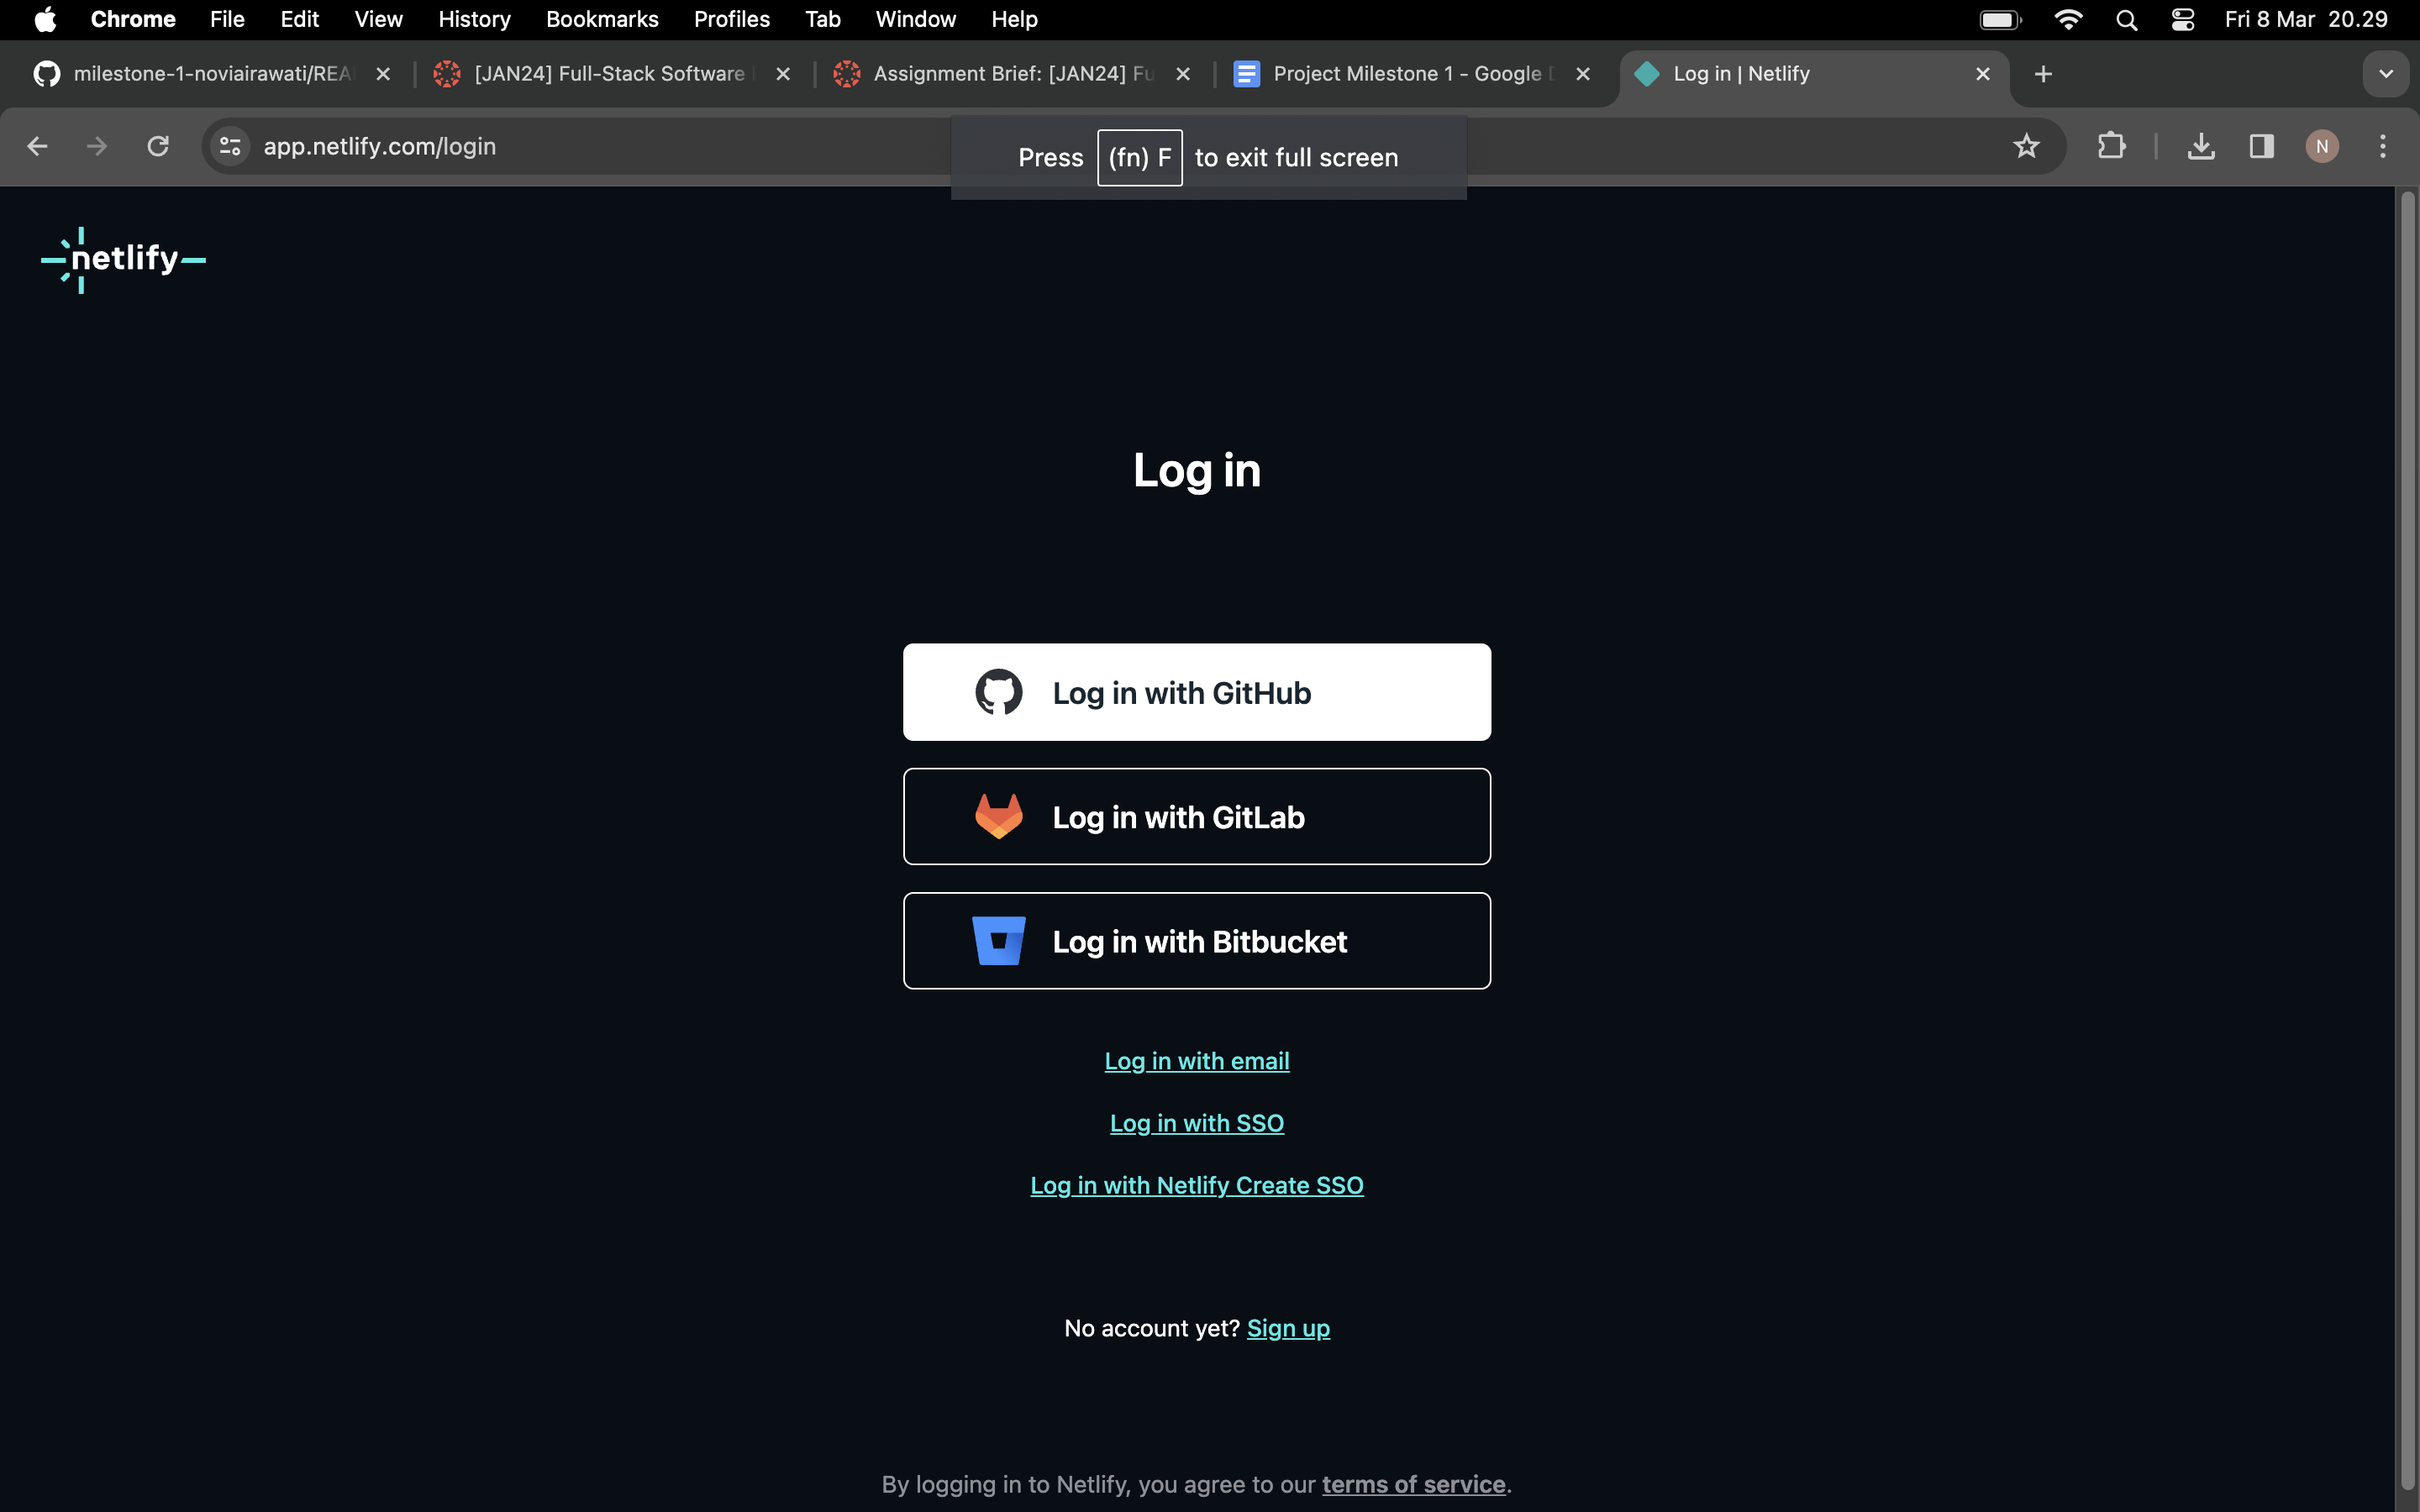 Chrome File Edit View History Bookmarks Profiles Tab Window Help Fri 8 Mar 20.29
milestone-1-noviairawati/REA [JAN24] Full-Stack Software Assignment Brief: [JAN24] Fu Project Milestone 1 - Google Log in | Netlify
app.netlify.com/login N
Press (fn) F to exit full screen
netlify
Log in
Log in with GitHub
Log in with GitLab
Log in with Bitbucket
Log in with email
Log in with SSO
Log in with Netlify Create SSO
No account yet? Sign up
By logging in to Netlify, you agree to our terms of service.